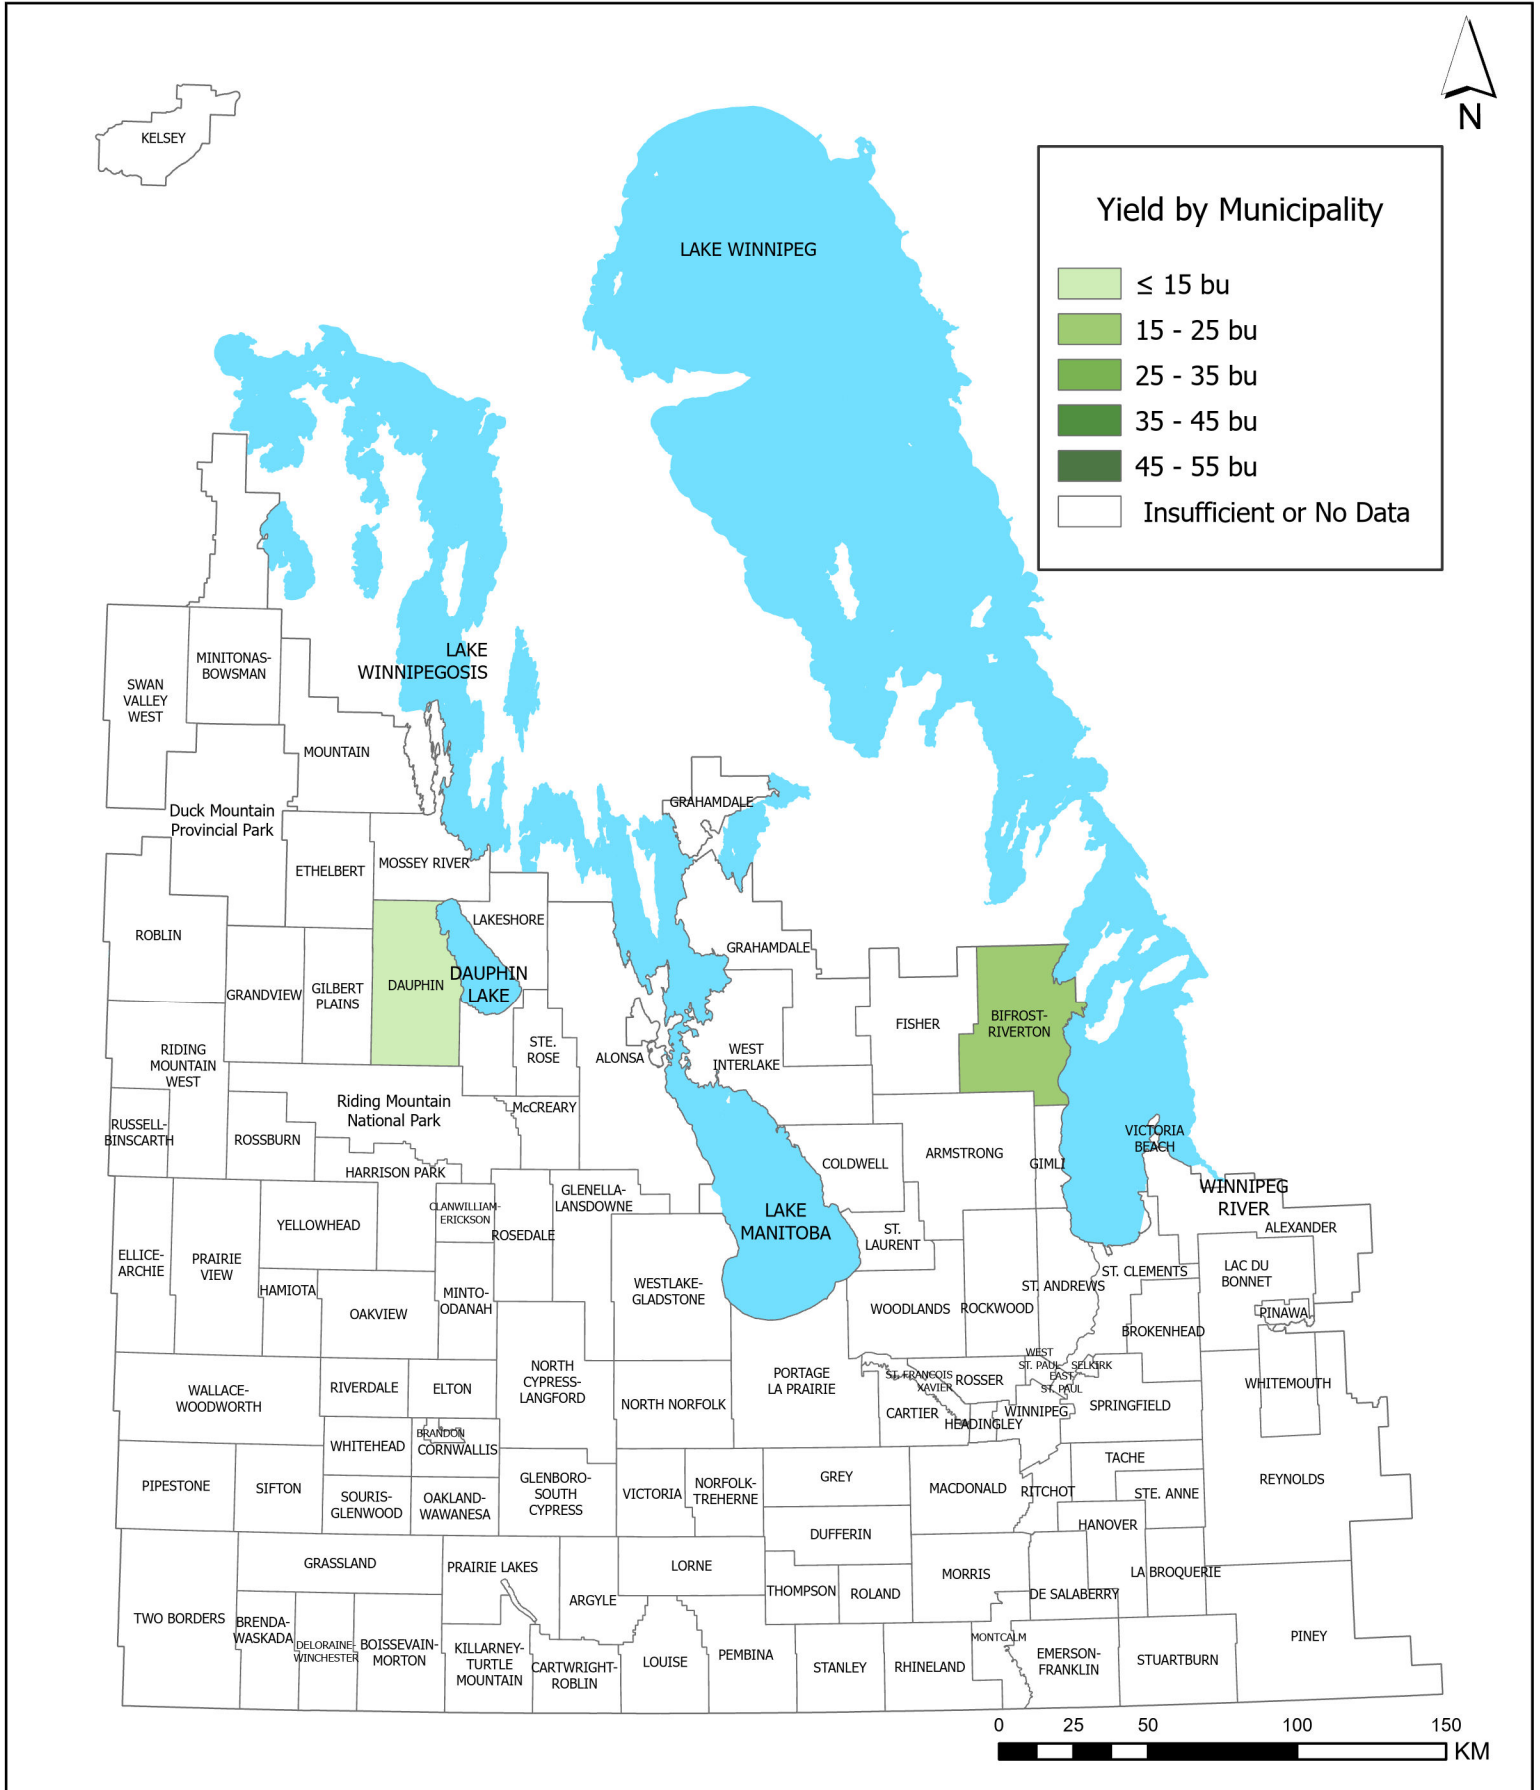 N
KELSEY
Yield by Municipality
≤ 15 bu
15 - 25 bu
25 - 35 bu
35 - 45 bu
45 - 55 bu
Insufficient or No Data
LAKE WINNIPEG
LAKE
WINNIPEGOSIS
MINITONAS-
BOWSMAN
SWAN
VALLEY
WEST
MOUNTAIN
Duck Mountain
Provincial Park
GRAHAMDALE
ETHELBERT
MOSSEY RIVER
LAKESHORE
ROBLIN
GRAHAMDALE
DAUPHIN
LAKE
DAUPHIN
GRANDVIEW
GILBERT
PLAINS
BIFROST-
RIVERTON
FISHER
STE.
ROSE
ALONSA
WEST
INTERLAKE
RIDING
MOUNTAIN
WEST
Riding Mountain
National Park
McCREARY
RUSSELL-
BINSCARTH
ROSSBURN
HARRISON PARK
VICTORIA
BEACH
ARMSTRONG
COLDWELL
GIMLI
WINNIPEG
RIVER
ALEXANDER
GLENELLA-
LANSDOWNE
CLANWILLIAM-
ERICKSON
ROSEDALE
YELLOWHEAD
LAKE
MANITOBA
ST.
LAURENT
ELLICE-
ARCHIE
PRAIRIE
VIEW
HAMIOTA
OAKVIEW
MINTO-
ODANAH
WESTLAKE-
GLADSTONE
WOODLANDS
ROCKWOOD
ST. ANDREWS
ST. CLEMENTS
LAC DU
BONNET
PINAWA
BROKENHEAD
WALLACE-
WOODWORTH
RIVERDALE
ELTON
NORTH
CYPRESS-
LANGFORD
NORTH NORFOLK
PORTAGE
LA PRAIRIE
ST. FRANCOIS
XAVIER
ROSSER
WEST
ST. PAUL
SELKIRK
EAST
ST. PAUL
WHITEMOUTH
CARTIER
HEADINGLEY
WINNIPEG
SPRINGFIELD
WHITEHEAD
BRANDON
CORNWALLIS
PIPESTONE
SIFTON
SOURIS-
GLENWOOD
OAKLAND-
WAWANESA
GLENBORO-
SOUTH
CYPRESS
VICTORIA
NORFOLK-
TREHERNE
GREY
MACDONALD
RITCHOT
TACHE
STE. ANNE
REYNOLDS
DUFFERIN
HANOVER
GRASSLAND
PRAIRIE LAKES
LORNE
ARGYLE
THOMPSON
ROLAND
MORRIS
DE SALABERRY
LA BROQUERIE
TWO BORDERS
BRENDA-
WASKADA
DELORAINE-
WINCHESTER
BOISSEVAIN-
MORTON
KILLARNEY-
TURTLE
MOUNTAIN
CARTWRIGHT-
ROBLIN
LOUISE
PEMBINA
STANLEY
RHINELAND
MONTCALM
EMERSON-
FRANKLIN
STUARTBURN
PINEY
0 25 50 100 150
KM